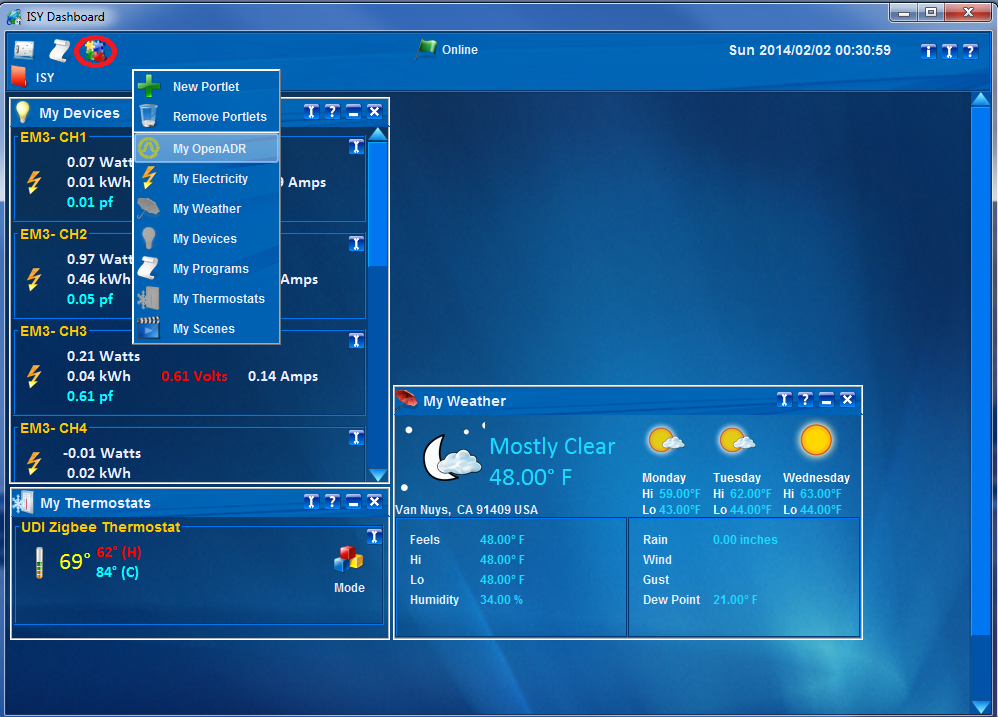 ISY Dashboard
Online
Sun 2014/02/02 00:30:59
ISY
New Portlet
Remove Portlets
My OpenADR
My Electricity
My Weather
My Devices
My Programs
My Thermostats
My Scenes
My Devices
EM3- CH1
0.07 Watt
0.01 kWh
Amps
0.01 pf
EM3- CH2
0.97 Watt
0.46 kWh
Amps
0.05 pf
EM3- CH3
0.21 Watts
0.04 kWh 0.61 Volts 0.14 Amps
0.61 pf
EM3- CH4
-0.01 Watts
0.02 kWh
My Thermostats
UDI Zigbee Thermostat
69° 62° (H)
84° (C)
Mode
My Weather
Mostly Clear
48.00° F
Van Nuys, CA 91409 USA
Monday Tuesday Wednesday
Hi 59.00°F Hi 62.00°F Hi 63.00°F
Lo 43.00°F Lo 44.00°F Lo 44.00°F
Feels 48.00° F
Hi 48.00° F
Lo 48.00° F
Humidity 34.00 %
Rain 0.00 inches
Wind
Gust
Dew Point 21.00° F